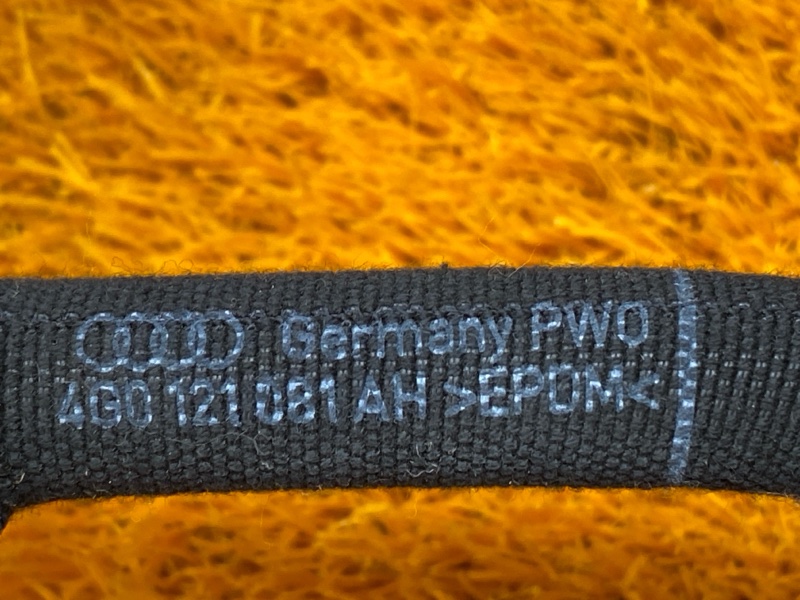 Germany PWO
4G0 121 081 AH >EPDM<